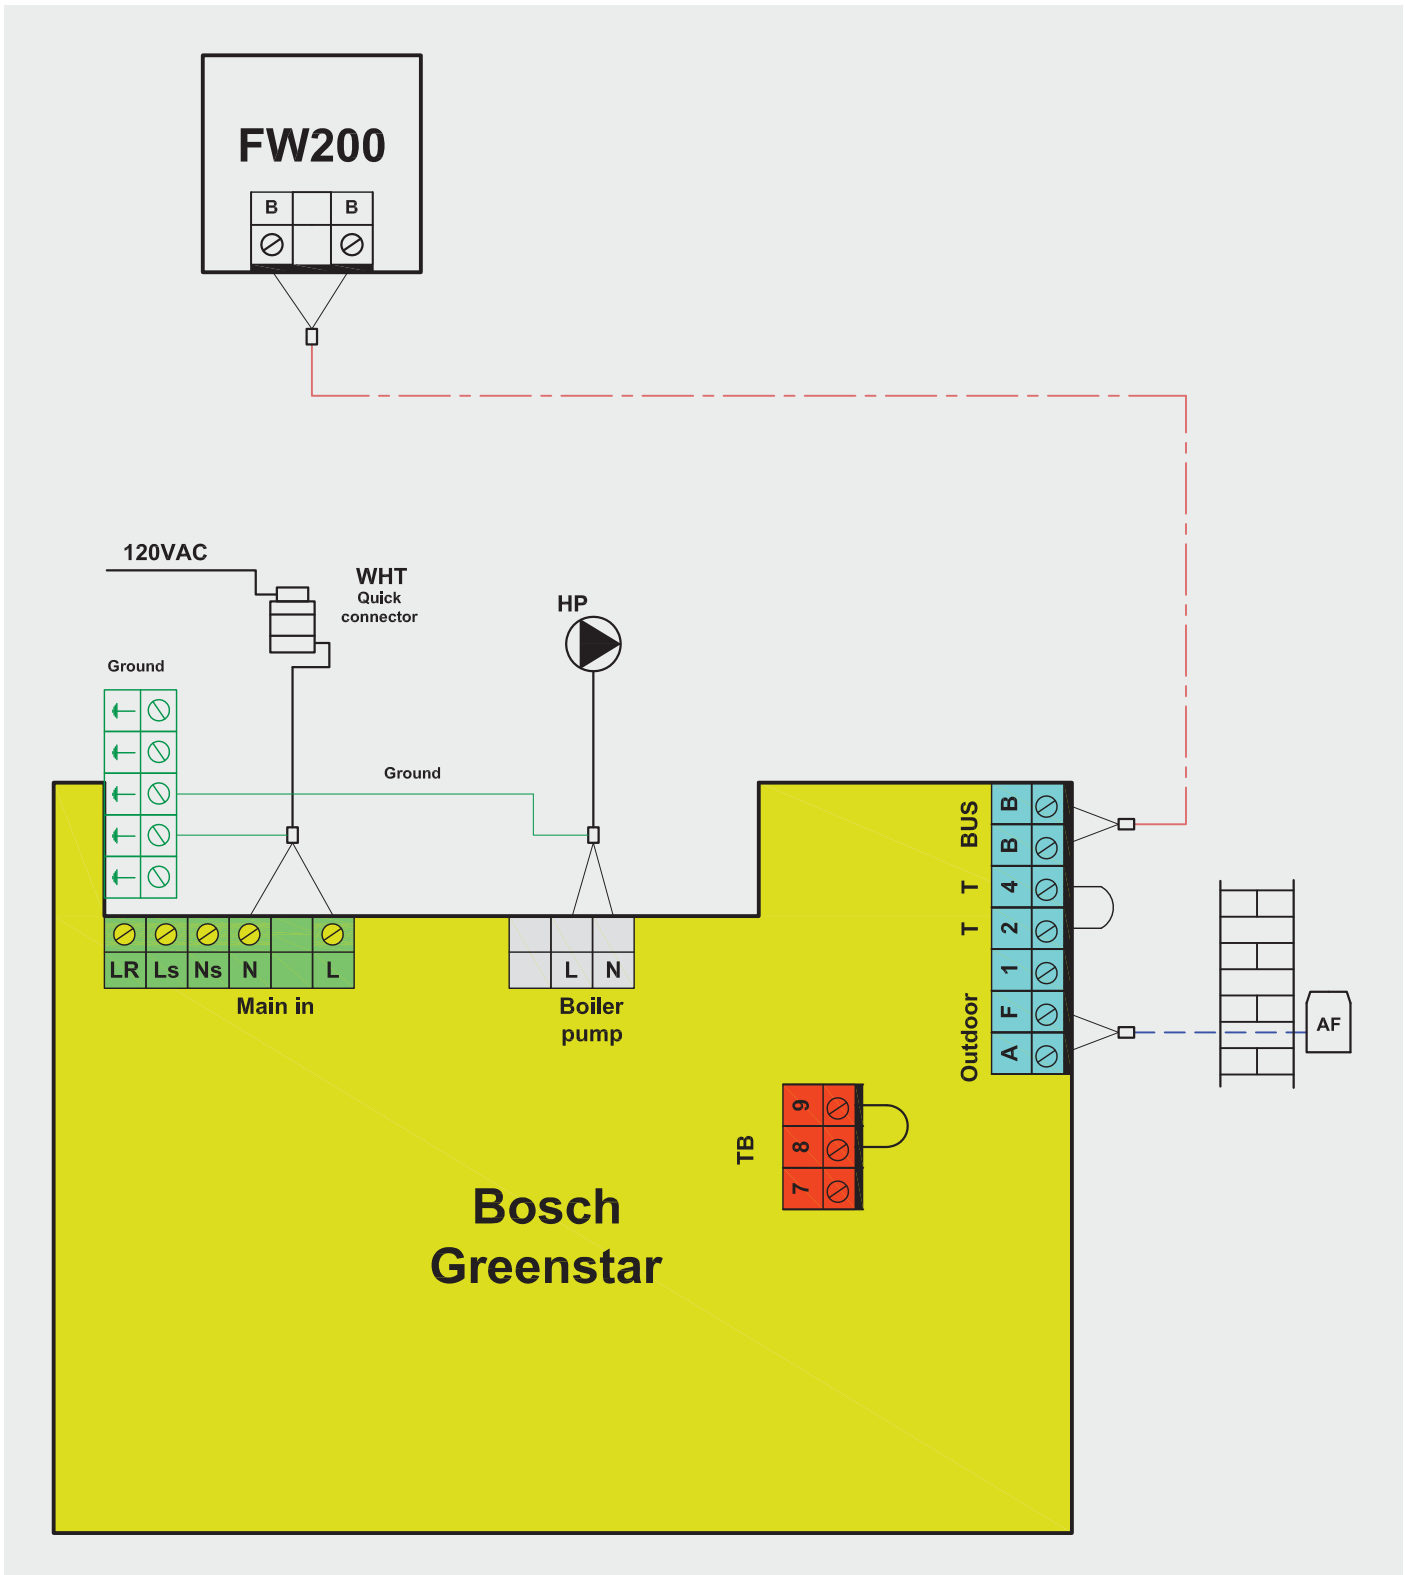 FW200
B B
120VAC
WHT
Quick
connector
HP
Ground
Ground
LR Ls Ns N L
Main in
L N
Boiler
pump
BUS
T
T
Outdoor
B
B
4
2
1
F
A
AF
TB
9
8
7
Bosch
Greenstar